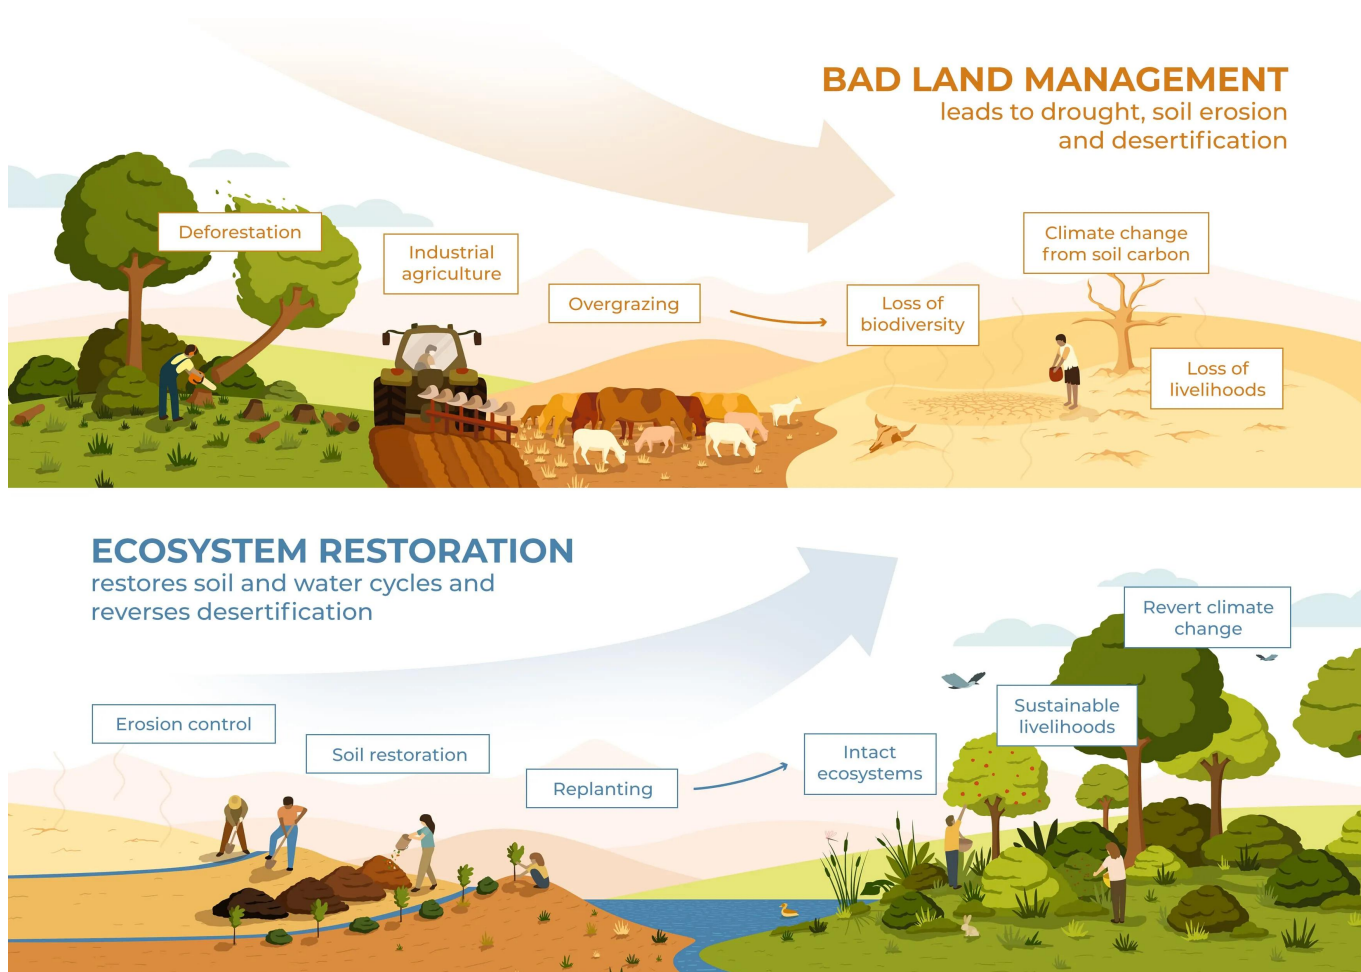 BAD LAND MANAGEMENT
leads to drought, soil erosion
and desertification
Deforestation
Industrial
agriculture
Overgrazing
Loss of
biodiversity
Climate change
from soil carbon
Loss of
livelihoods
ECOSYSTEM RESTORATION
restores soil and water cycles and
reverses desertification
Erosion control
Soil restoration
Replanting
Intact
ecosystems
Sustainable
livelihoods
Revert climate
change